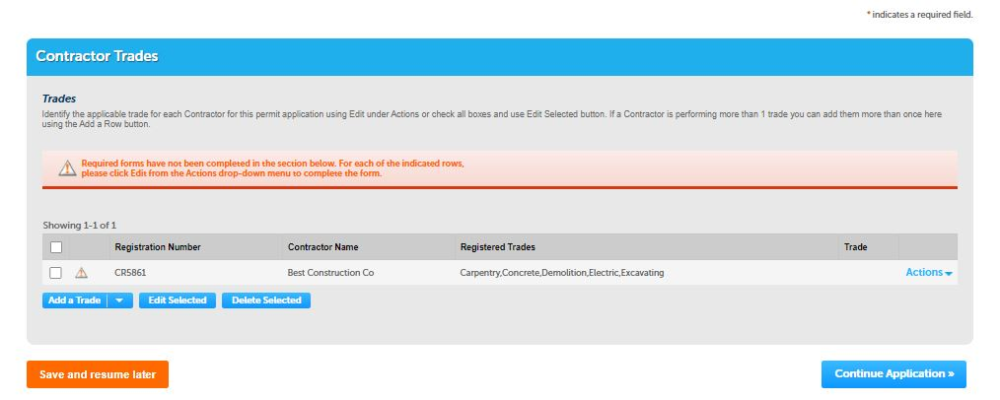 * indicates a required field.
Contractor Trades
Trades
Identify the applicable trade for each Contractor for this permit application using Edit under Actions or check all boxes and use Edit Selected button. If a Contractor is performing more than 1 trade you can add them more than once here
using the Add a Row button.
Required forms have not been completed in the section below. For each of the indicated rows,
please click Edit from the Actions drop-down menu to complete the form.
Showing 1-1 of 1
Registration Number Contractor Name Registered Trades Trade
CR5861 Best Construction Co Carpentry,Concrete,Demolition,Electric,Excavating Actions
Add a Trade Edit Selected Delete Selected
Save and resume later Continue Application »